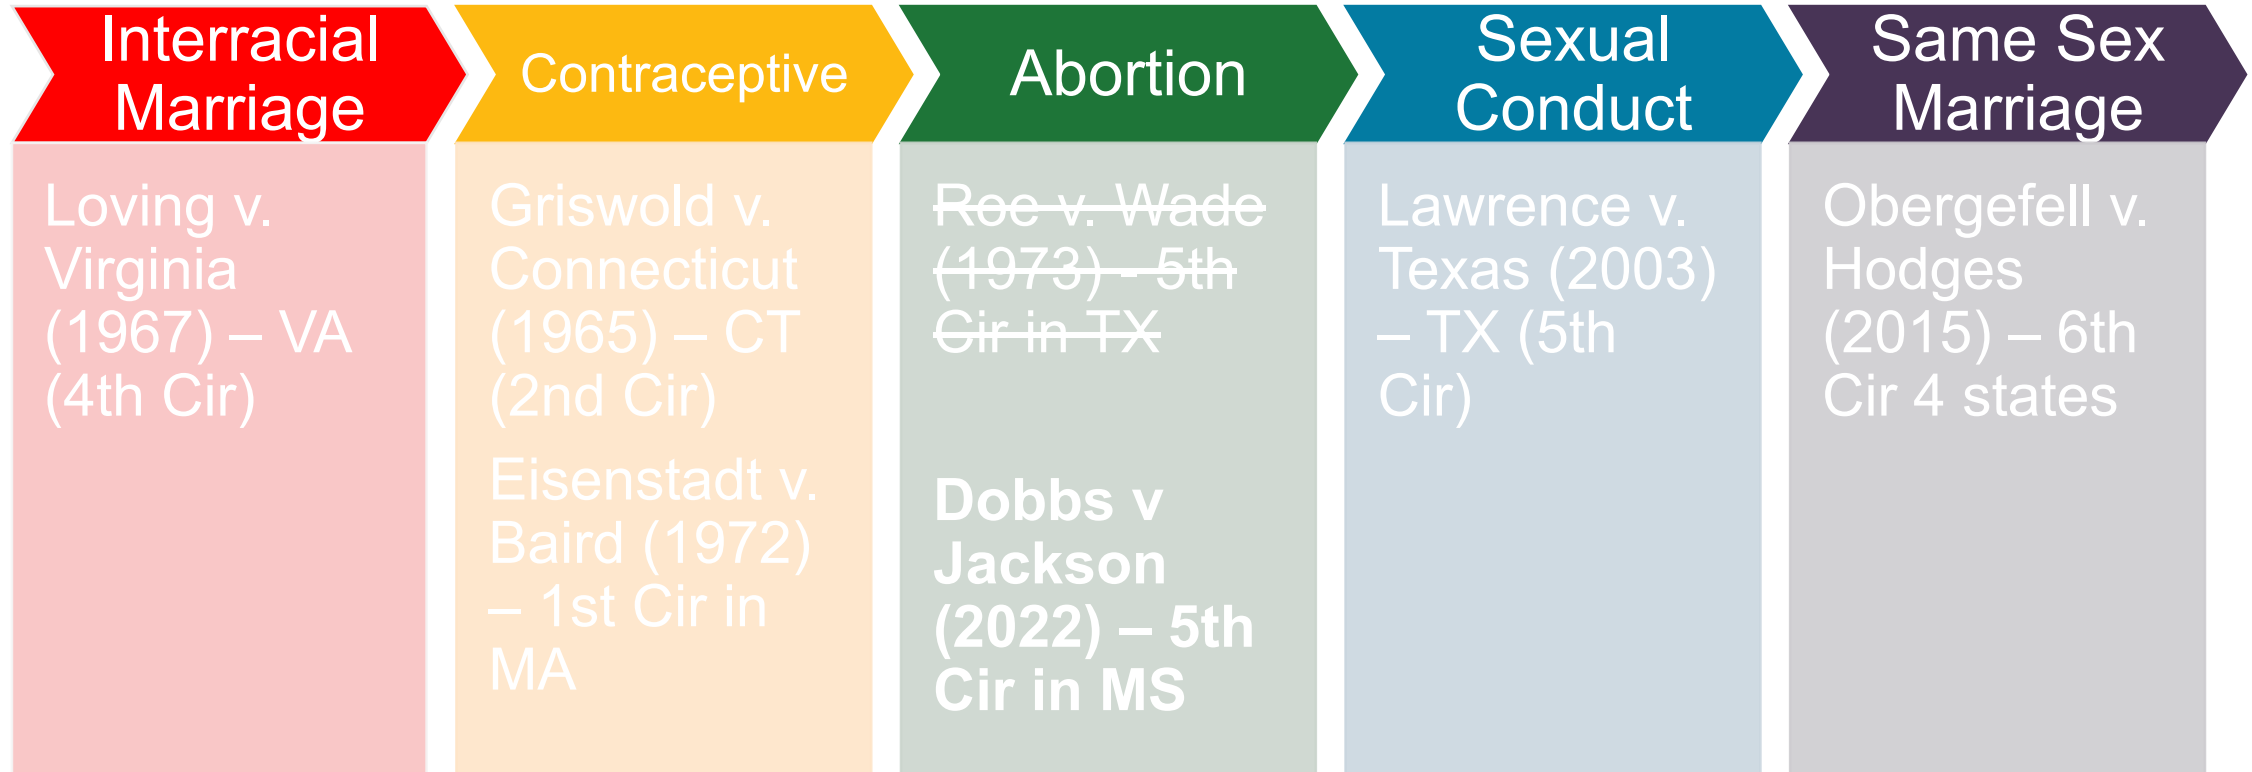 Interracial
Marriage
Loving v.
Virginia
(1967) – VA
(4th Cir)
Contraceptive
Griswold v.
Connecticut
(1965) – CT
(2nd Cir)
Eisenstadt v.
Baird (1972)
– 1st Cir in
MA
Abortion
Roe v. Wade
(1973) - 5th
Cir in TX
Dobbs v
Jackson
(2022) – 5th
Cir in MS
Sexual
Conduct
Lawrence v.
Texas (2003)
– TX (5th
Cir)
Same Sex
Marriage
Obergefell v.
Hodges
(2015) – 6th
Cir 4 states